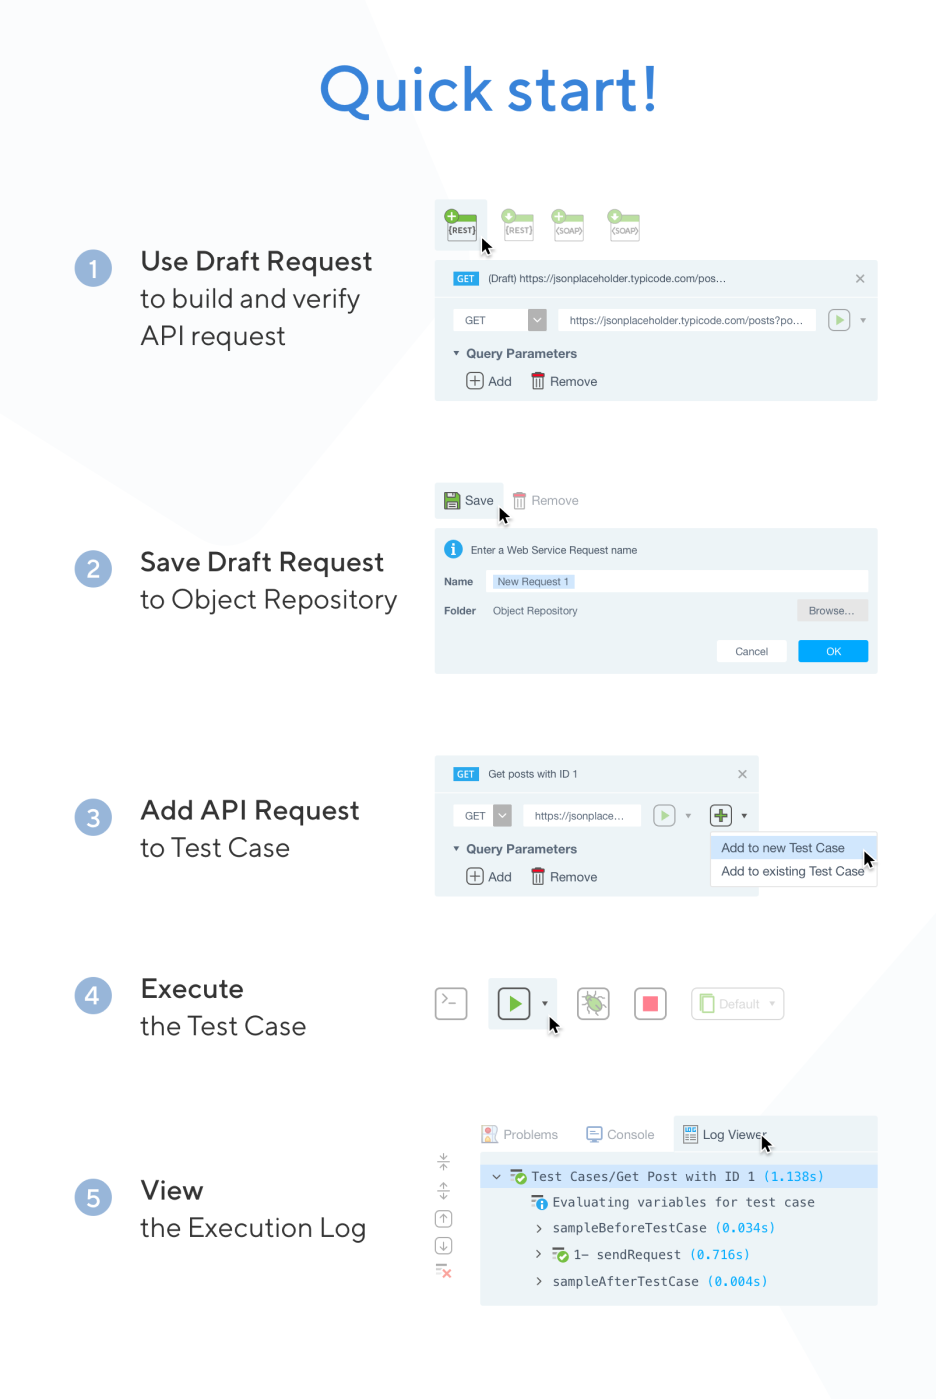 Quick start!
{REST}
{REST}
<SOAP>
<SOAP>
1
Use Draft Request
to build and verify
API request
GET (Draft) https://jsonplaceholder.typicode.com/pos...
GET https://jsonplaceholder.typicode.com/posts?po...
Query Parameters
Add Remove
Save Remove
2
Save Draft Request
to Object Repository
Enter a Web Service Request name
Name New Request 1
Folder Object Repository Browse...
Cancel OK
3
Add API Request
to Test Case
GET Get posts with ID 1
GET https://jsonplace...
Query Parameters
Add Remove
Add to new Test Case
Add to existing Test Case
4
Execute
the Test Case
Default
5
View
the Execution Log
Problems Console LOG Log Viewer
Test Cases/Get Post with ID 1 (1.138s)
Evaluating variables for test case
sampleBeforeTestCase (0.034s)
1- sendRequest (0.716s)
sampleAfterTestCase (0.004s)